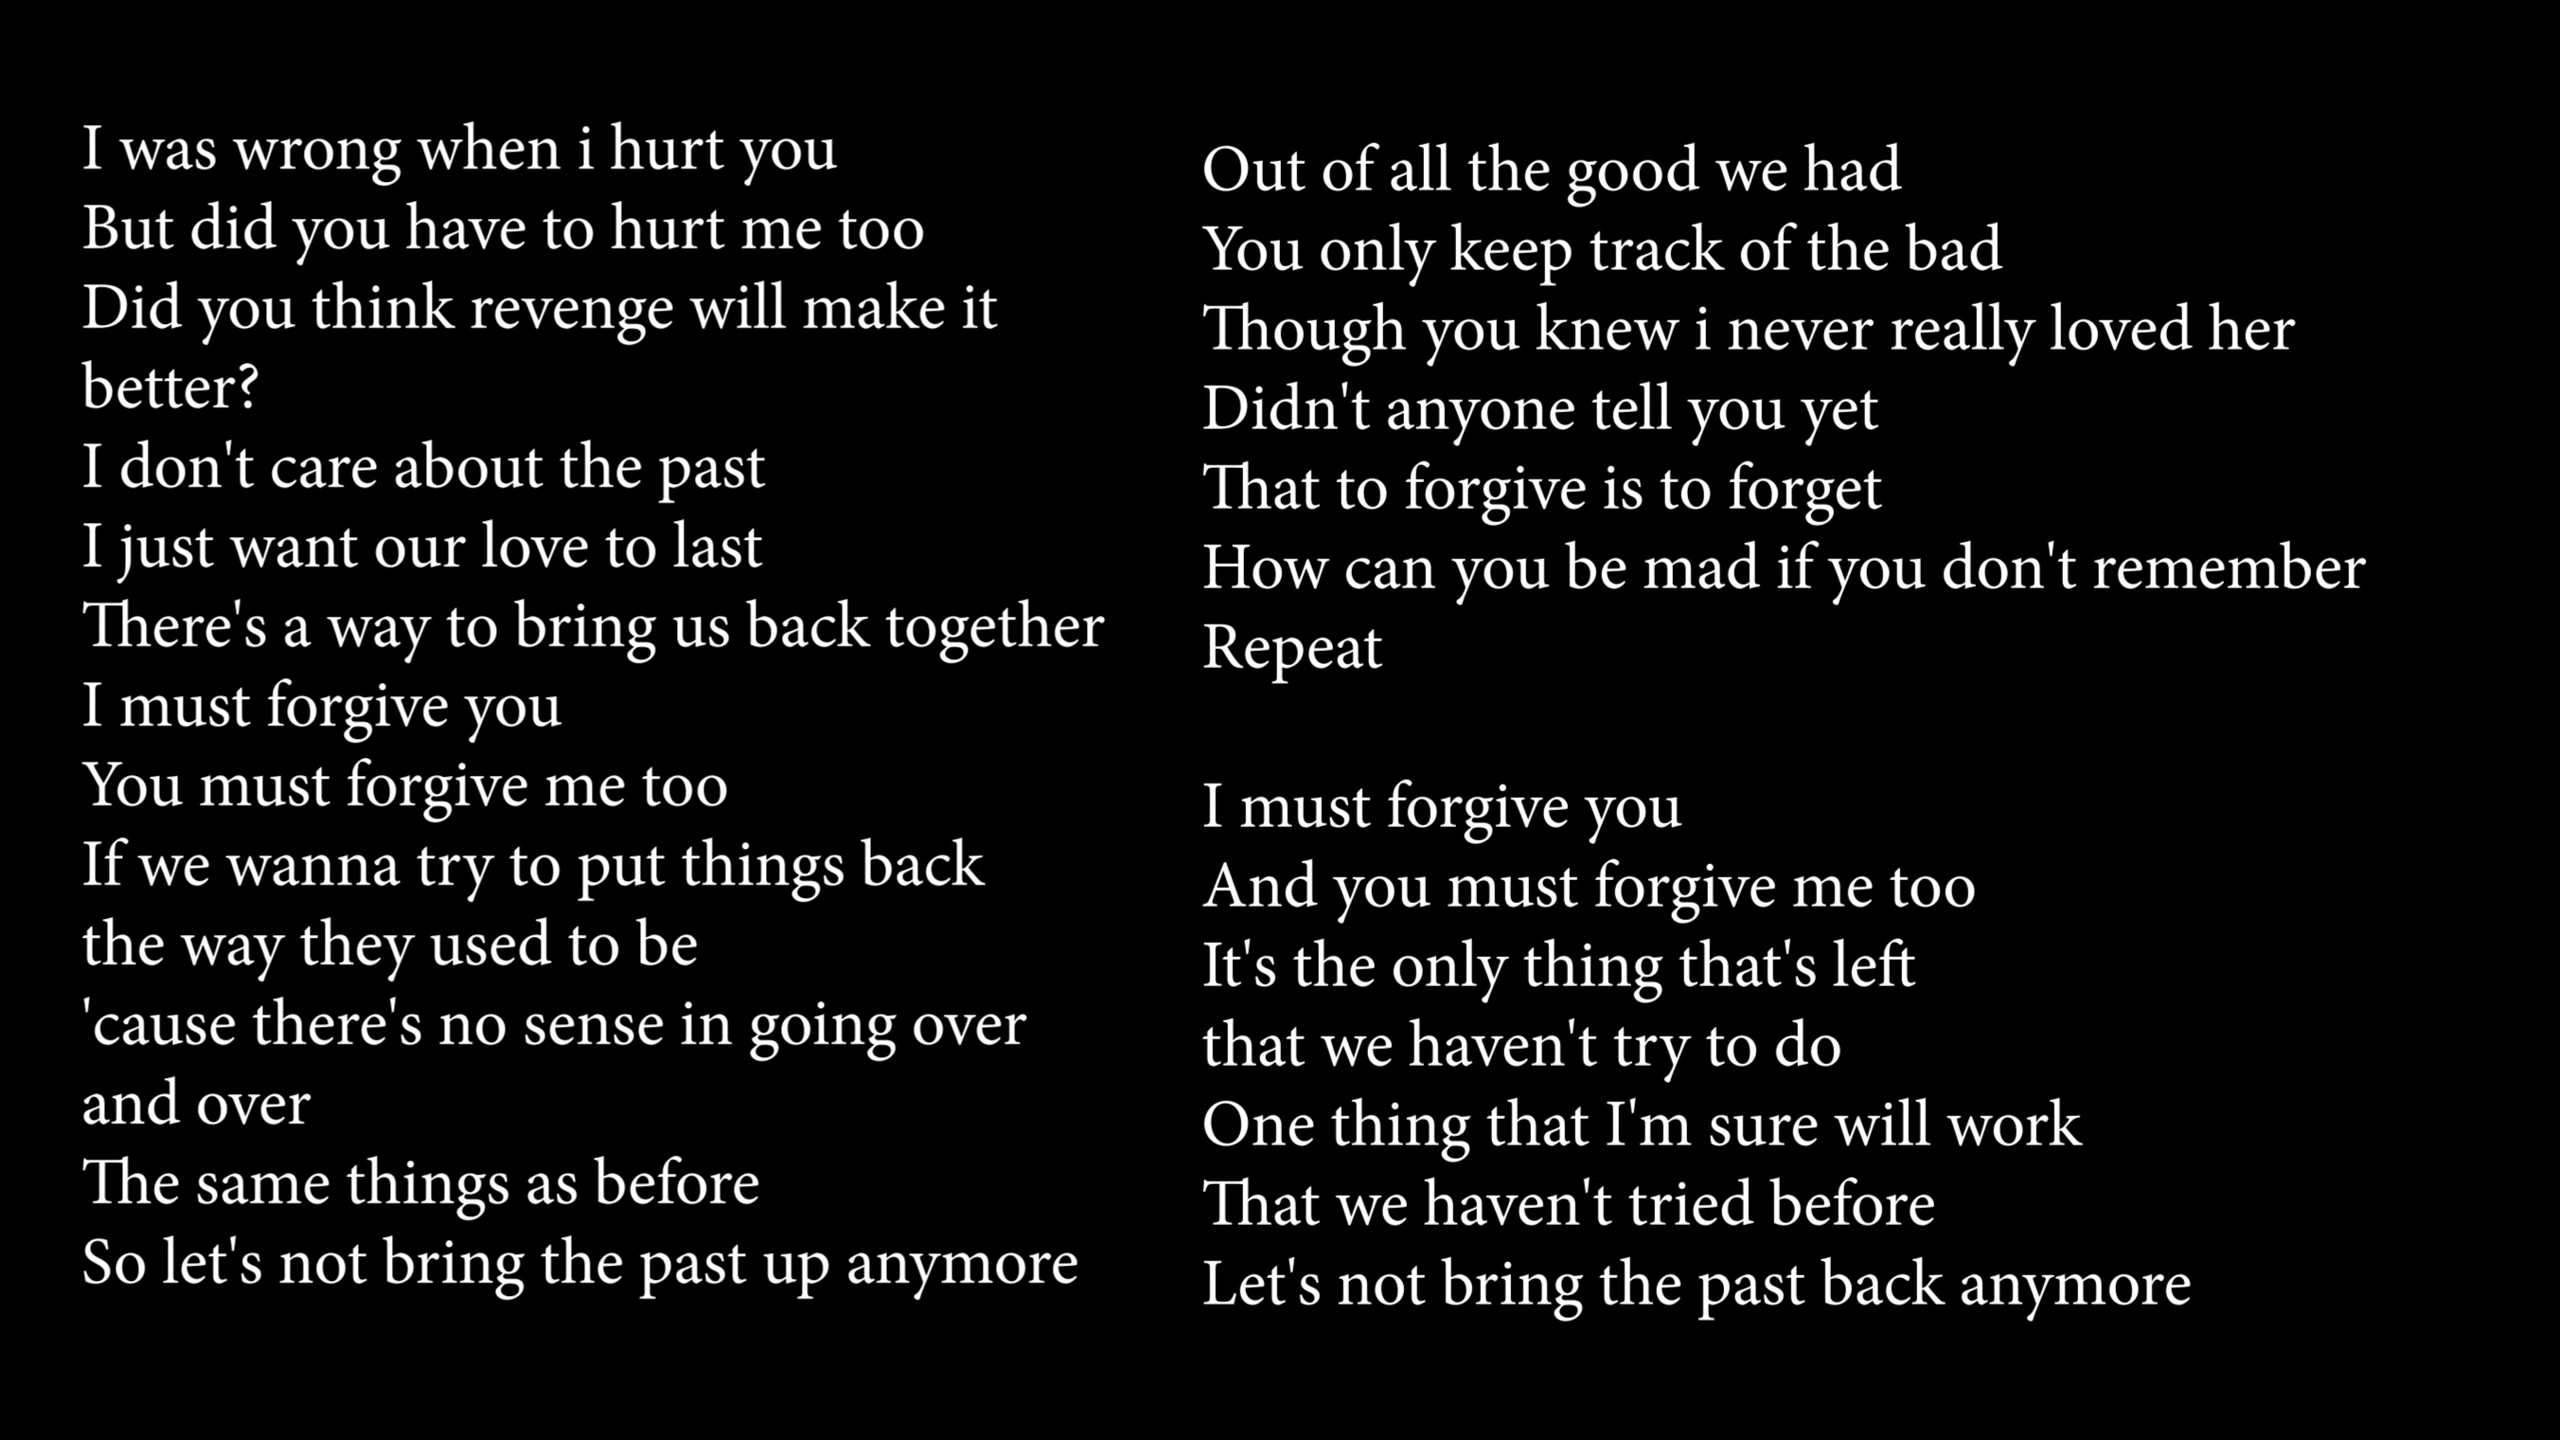 I was wrong when i hurt you
But did you have to hurt me too
Did you think revenge will make it
better?
I don't care about the past
I just want our love to last
There's a way to bring us back together
I must forgive you
You must forgive me too
If we wanna try to put things back
the way they used to be
'cause there's no sense in going over
and over
The same things as before
So let's not bring the past up anymore
Out of all the good we had
You only keep track of the bad
Though you knew i never really loved her
Didn't anyone tell you yet
That to forgive is to forget
How can you be mad if you don't remember
Repeat
I must forgive you
And you must forgive me too
It's the only thing that's left
that we haven't try to do
One thing that I'm sure will work
That we haven't tried before
Let's not bring the past back anymore